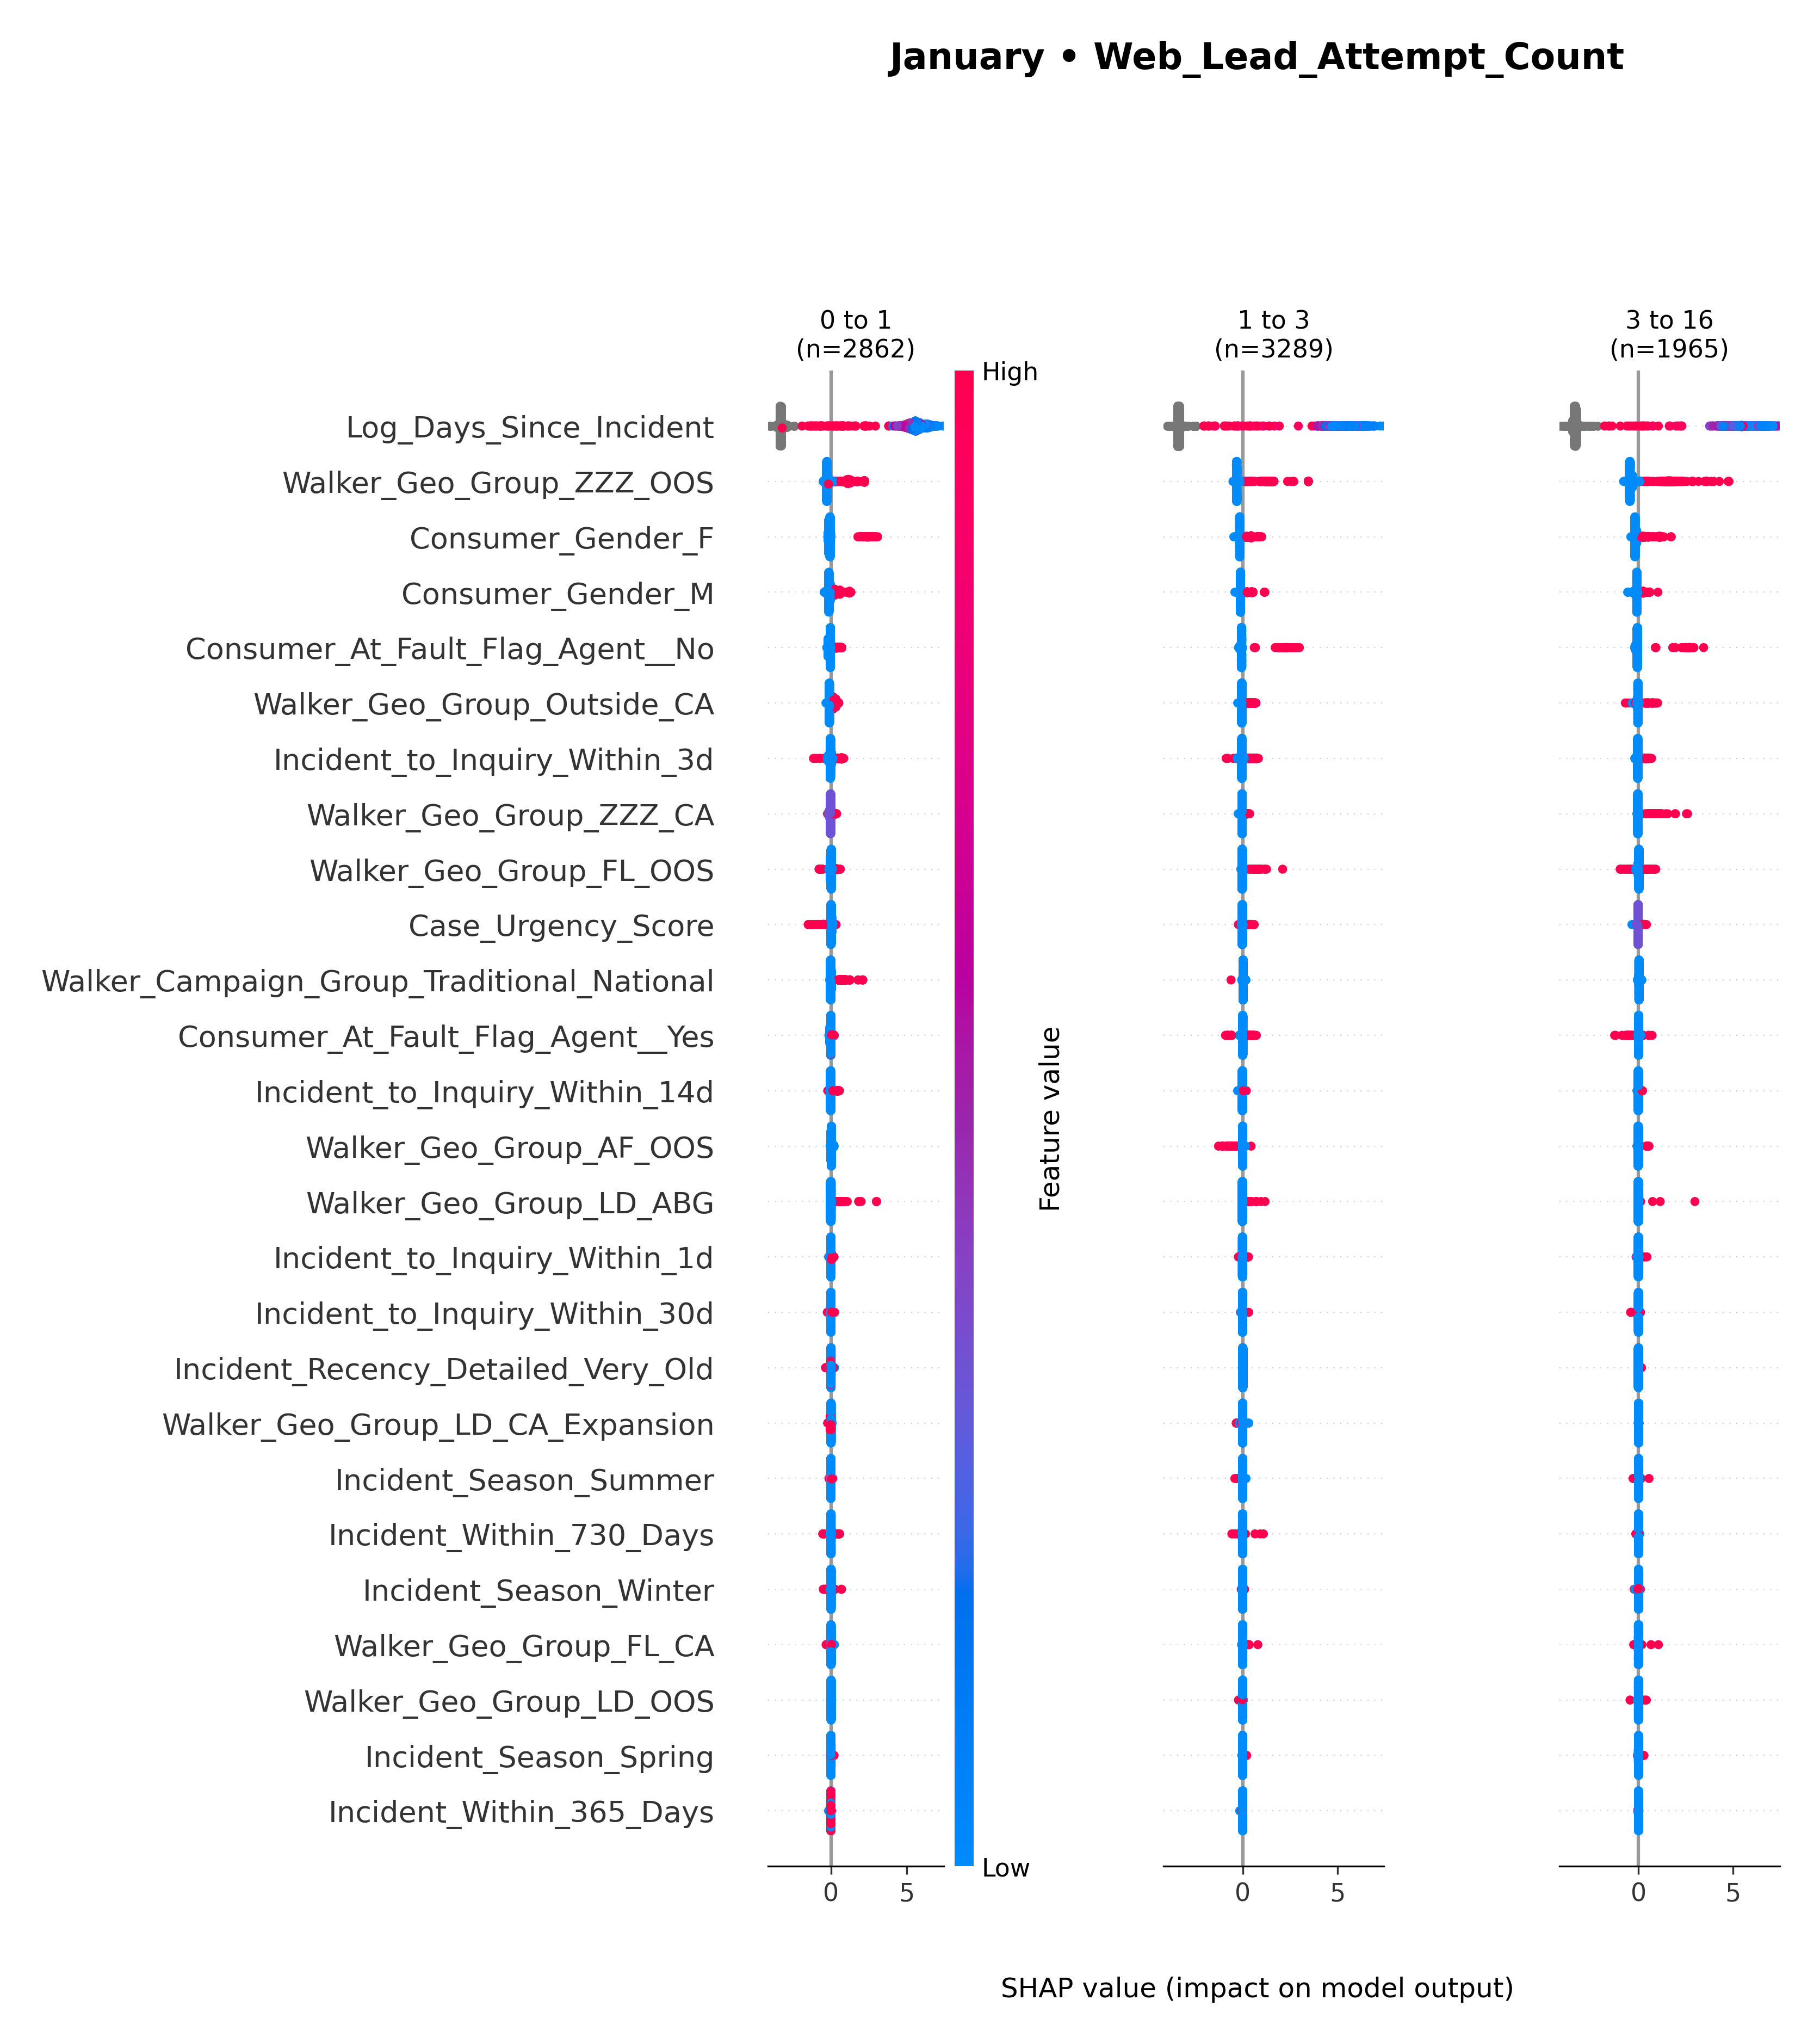 January • Web_Lead_Attempt_Count
0 to 1
(n=2862)
1 to 3
(n=3289)
3 to 16
(n=1965)
High
Log_Days_Since_Incident
Walker_Geo_Group_ZZZ_OOS
Consumer_Gender_F
Consumer_Gender_M
Consumer_At_Fault_Flag_Agent__No
Walker_Geo_Group_Outside_CA
Incident_to_Inquiry_Within_3d
Walker_Geo_Group_ZZZ_CA
Walker_Geo_Group_FL_OOS
Case_Urgency_Score
Walker_Campaign_Group_Traditional_National
Consumer_At_Fault_Flag_Agent__Yes
Incident_to_Inquiry_Within_14d
Walker_Geo_Group_AF_OOS
Walker_Geo_Group_LD_ABG
Incident_to_Inquiry_Within_1d
Incident_to_Inquiry_Within_30d
Incident_Recency_Detailed_Very_Old
Walker_Geo_Group_LD_CA_Expansion
Incident_Season_Summer
Incident_Within_730_Days
Incident_Season_Winter
Walker_Geo_Group_FL_CA
Walker_Geo_Group_LD_OOS
Incident_Season_Spring
Incident_Within_365_Days
Feature value
Low
0 5
0 5
0 5
SHAP value (impact on model output)